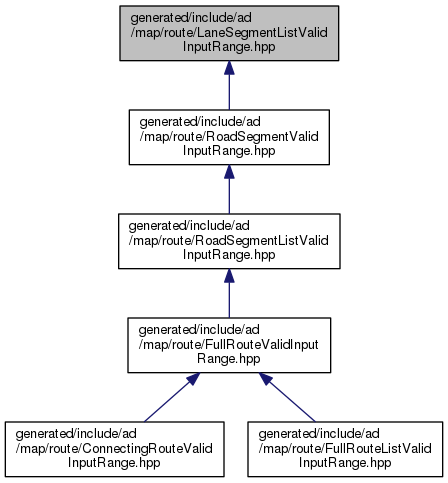 generated/include/ad
/map/route/LaneSegmentListValid
InputRange.hpp
generated/include/ad
/map/route/RoadSegmentValid
InputRange.hpp
generated/include/ad
/map/route/RoadSegmentListValid
InputRange.hpp
generated/include/ad
/map/route/FullRouteValidInput
Range.hpp
generated/include/ad
/map/route/ConnectingRouteValid
InputRange.hpp
generated/include/ad
/map/route/FullRouteListValid
InputRange.hpp